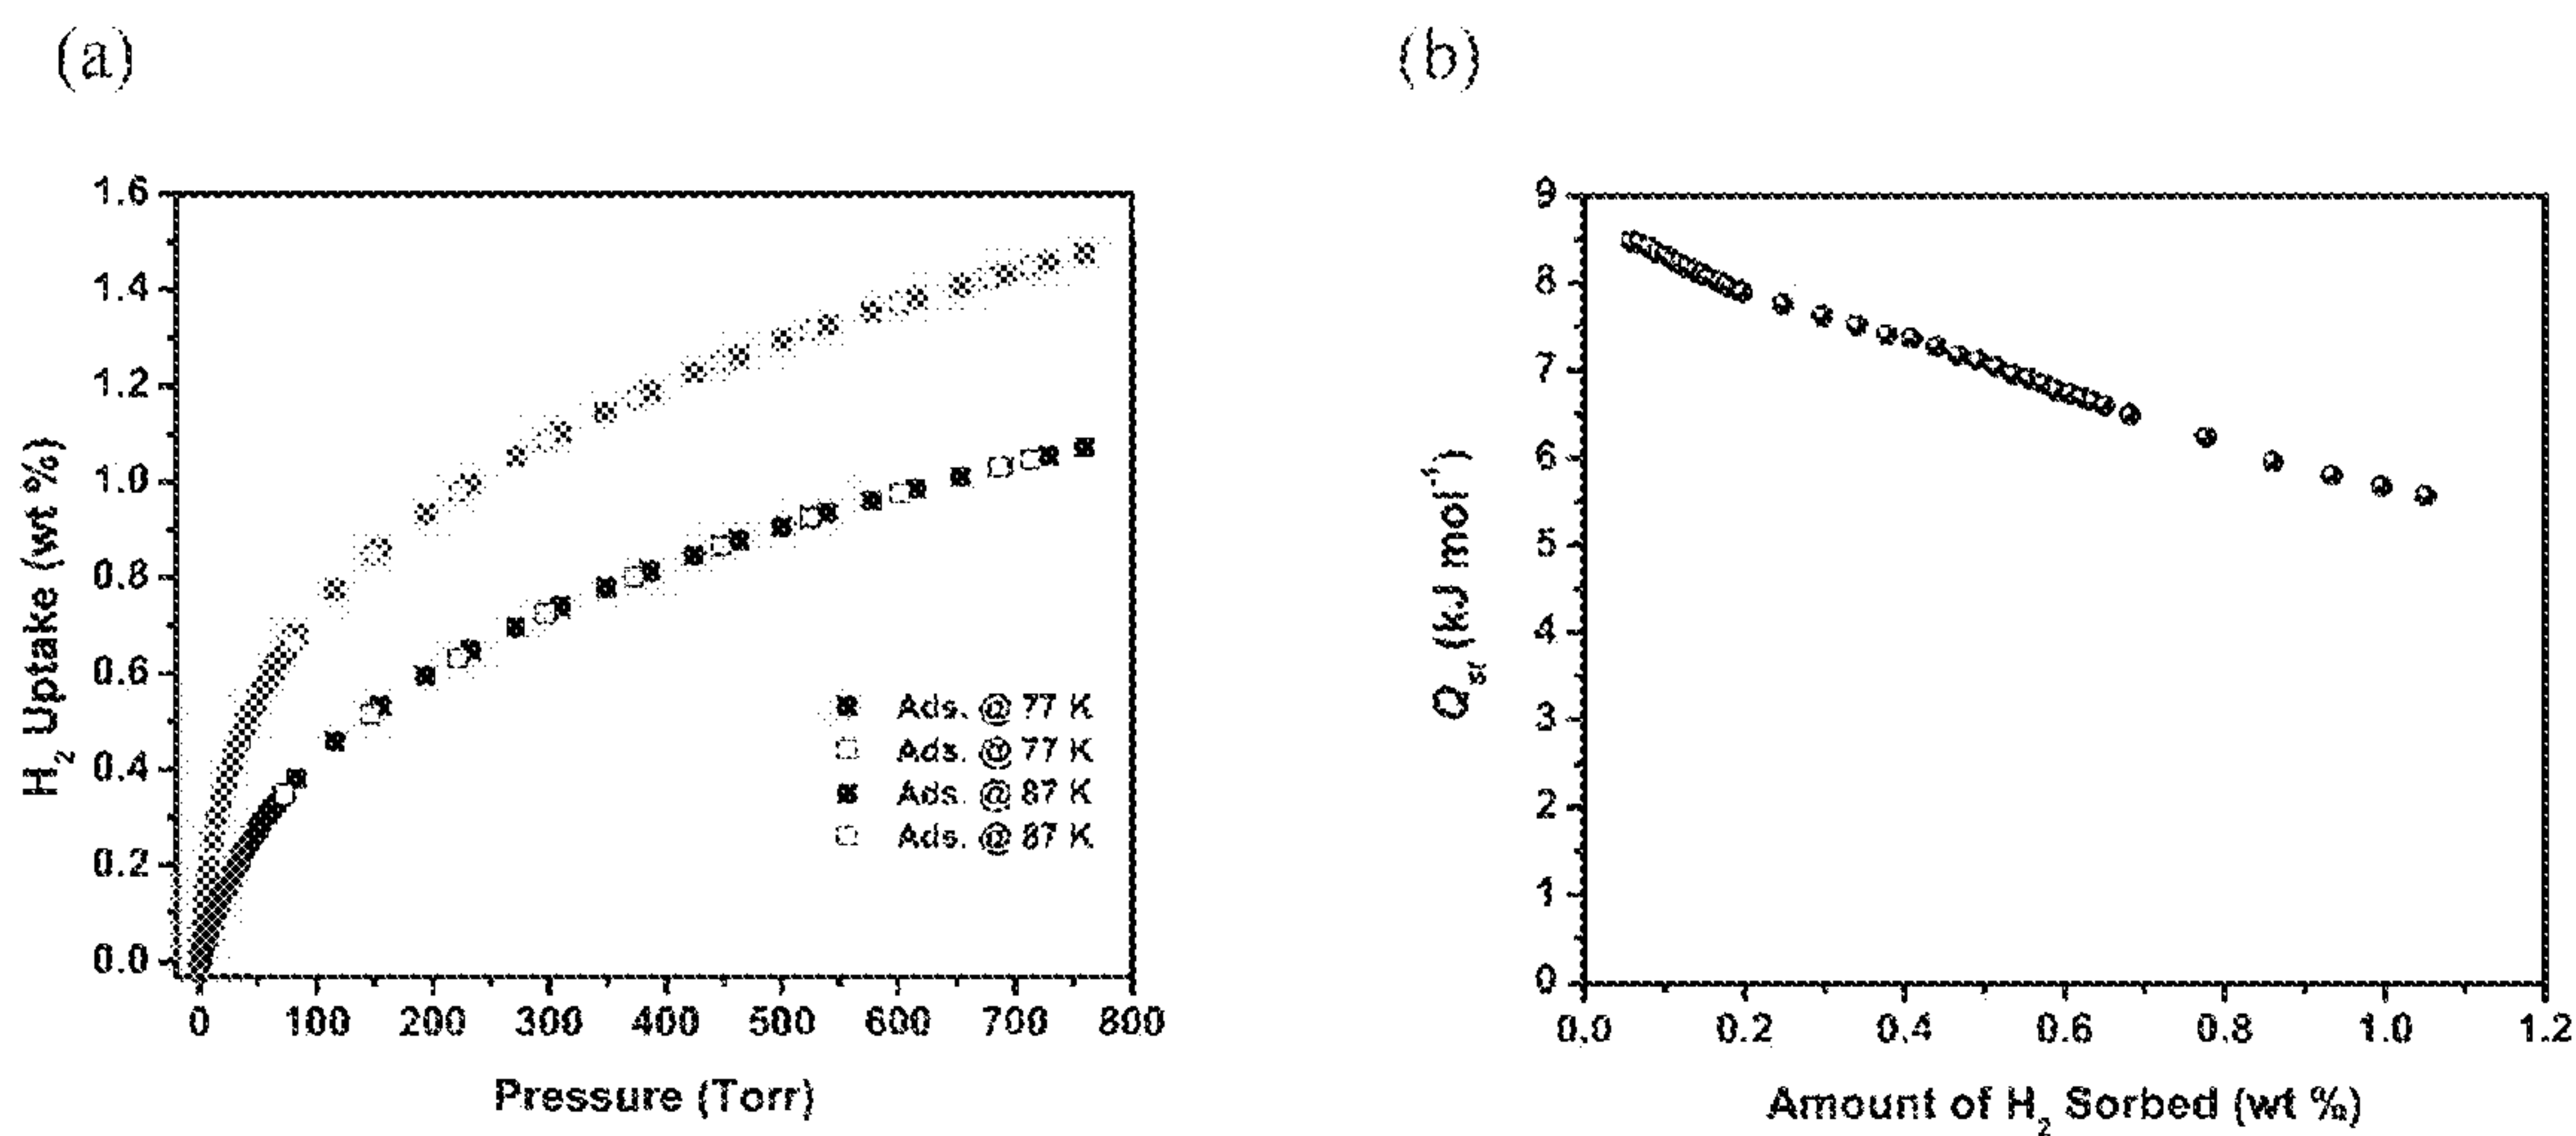 (a)
(b)
H₂ Uptake (wt %)
1.6
1.4
1.2
1.0
0.8
0.6
0.4
0.2
0.0
Ads. @ 77 K
Ads. @ 77 K
Ads. @ 87 K
Ads. @ 87 K
0 100 200 300 400 500 600 700 800
Pressure (Torr)
Qst (kJ mol⁻¹)
9
8
7
6
5
4
3
2
1
0
0.0 0.2 0.4 0.6 0.8 1.0 1.2
Amount of H₂ Sorbed (wt %)